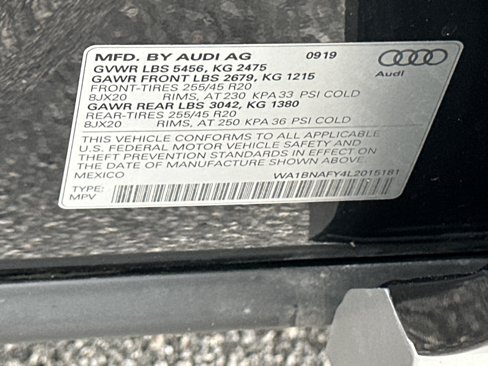 MFD. BY AUDI AG 0919
GVWR LBS 5456, KG 2475
GAWR FRONT LBS 2679, KG 1215
FRONT-TIRES 255/45 R20
8JX20 RIMS, AT 230 KPA 33 PSI COLD
GAWR REAR LBS 3042, KG 1380
REAR-TIRES 255/45 R20
8JX20 RIMS, AT 250 KPA 36 PSI COLD
Audi
THIS VEHICLE CONFORMS TO ALL APPLICABLE
U.S. FEDERAL MOTOR VEHICLE SAFETY AND
THEFT PREVENTION STANDARDS IN EFFECT ON
THE DATE OF MANUFACTURE SHOWN ABOVE
MEXICO WA1BNAFY4L2015181
TYPE:
MPV